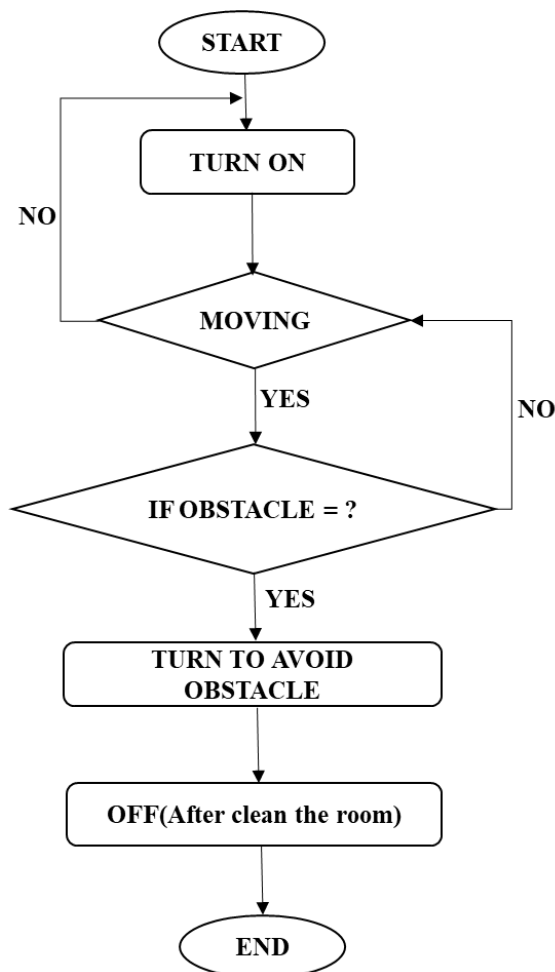 START
TURN ON
NO
MOVING
YES
NO
IF OBSTACLE = ?
YES
TURN TO AVOID
OBSTACLE
OFF(After clean the room)
END